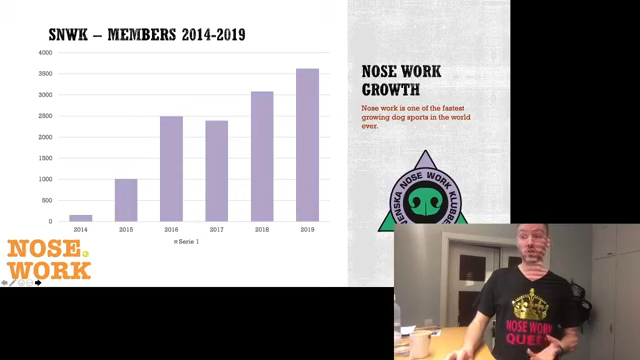 SNWK – MEMBERS 2014-2019
4000
3500
3000
2500
2000
1500
1000
500
0
2014 2015 2016 2017 2018 2019
Serie 1
NOSE WORK
GROWTH
Nose work is one of the fastest
growing dog sports in the world
ever.
ENSKA NOSE WORK KLUBBE
NOSE
WORK
NOSE WORK
QUEEN